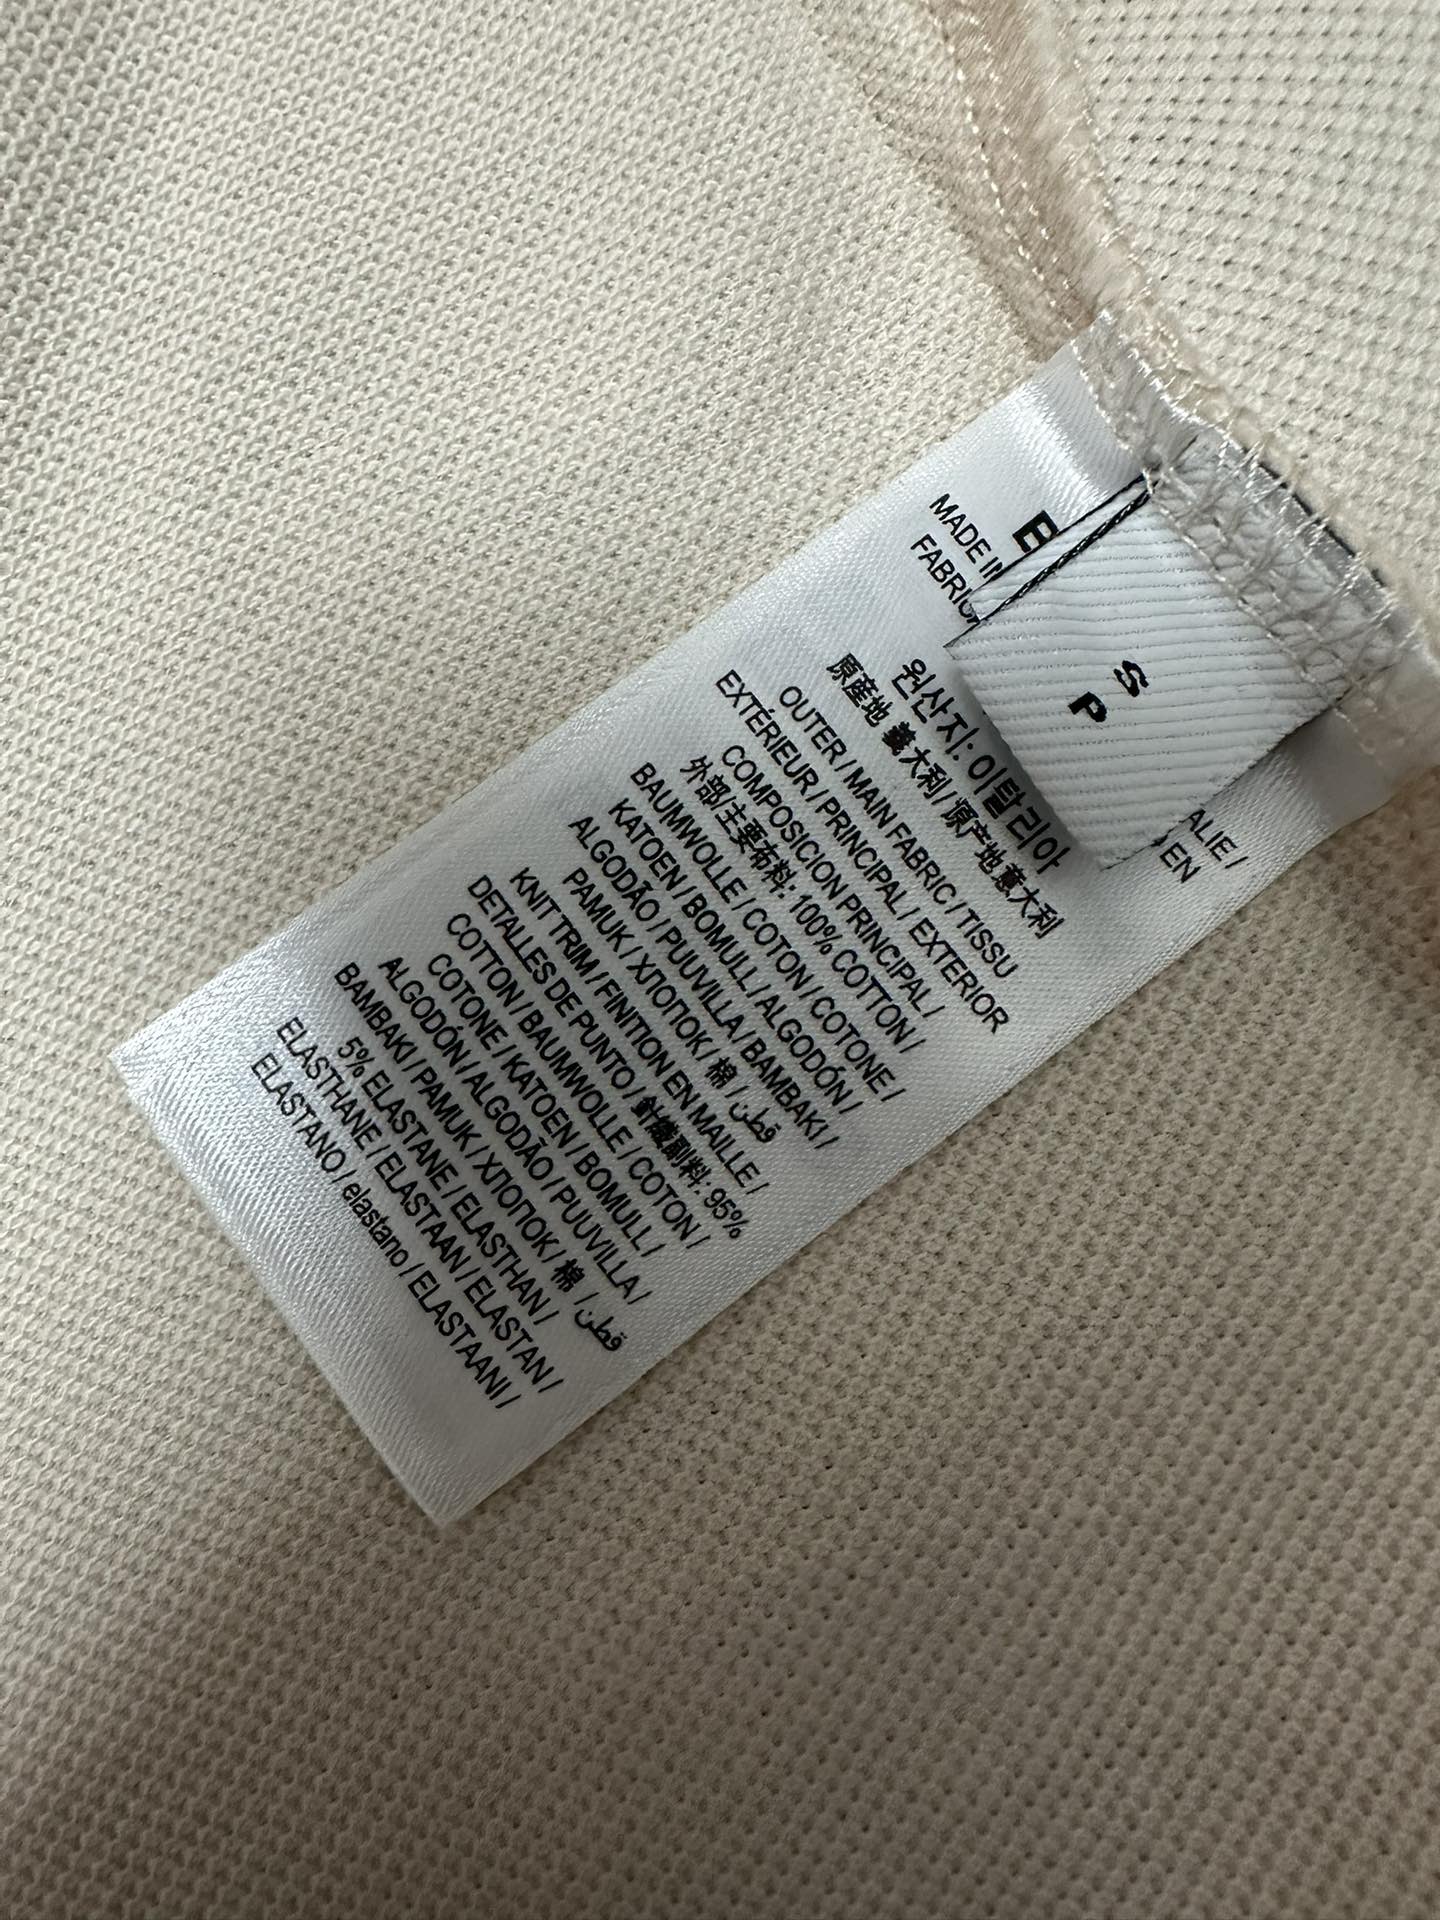 S
P
MADE IN
ALIE /
EN
원산지: 이탈리아
原産地 義大利 / 原产地意大利
OUTER / MAIN FABRIC / TISSU
EXTÉRIEUR / PRINCIPAL / EXTERIOR
COMPOSICION PRINCIPAL /
外部/主要布料: 100% COTTON /
BAUMWOLLE / COTON / COTONE /
KATOEN / BOMULL / ALGODÓN /
ALGODÃO / PUUVILLA / BAMBAKI /
PAMUK / ХЛОПОК / 棉 / قطن
KNIT TRIM / FINITION EN MAILLE /
DETALLES DE PUNTO / 針織副料: 95%
COTTON / BAUMWOLLE / COTON /
COTONE / KATOEN / BOMULL /
ALGODÓN / ALGODÃO / PUUVILLA /
BAMBAKI / PAMUK / ХЛОПОК / 棉 / قطن
5% ELASTANE / ELASTHAN /
ELASTHANE / ELASTAAN / ELASTAN /
ELASTANO / elastano / ELASTAANI /